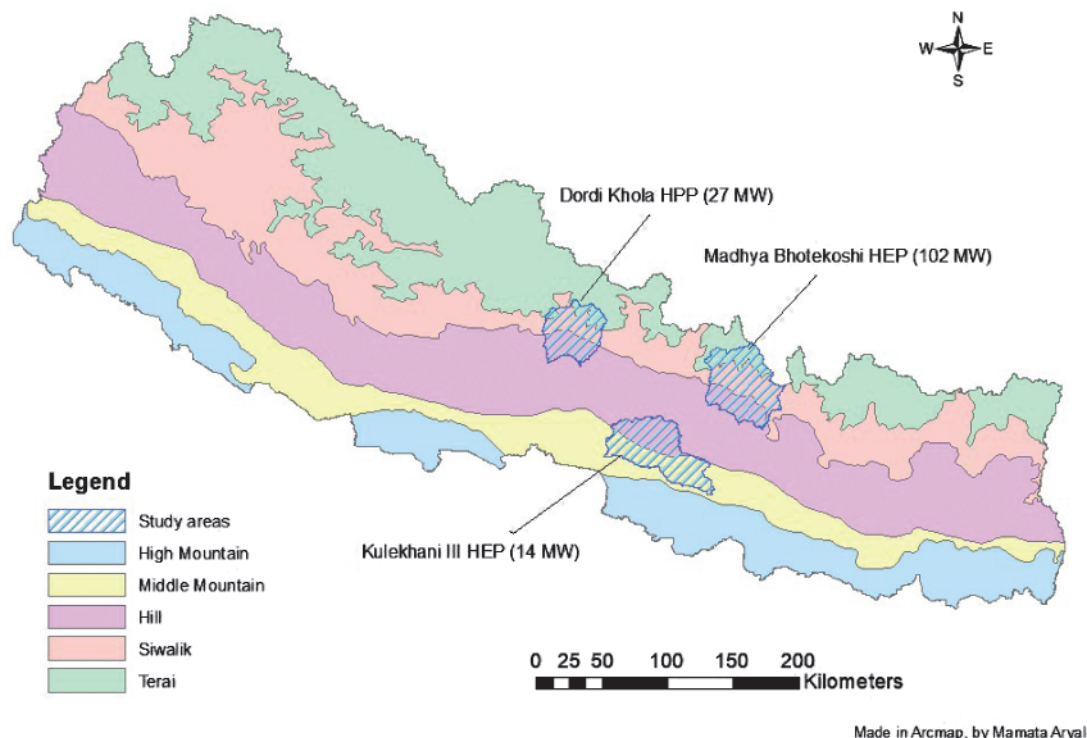 N
W E
S
Dordi Khola HPP (27 MW)
Madhya Bhotekoshi HEP (102 MW)
Kulekhani III HEP (14 MW)
Legend
Study areas
High Mountain
Middle Mountain
Hill
Siwalik
Terai
0 25 50 100 150 200
Kilometers
Made in Arcmap, by Mamata Aryal